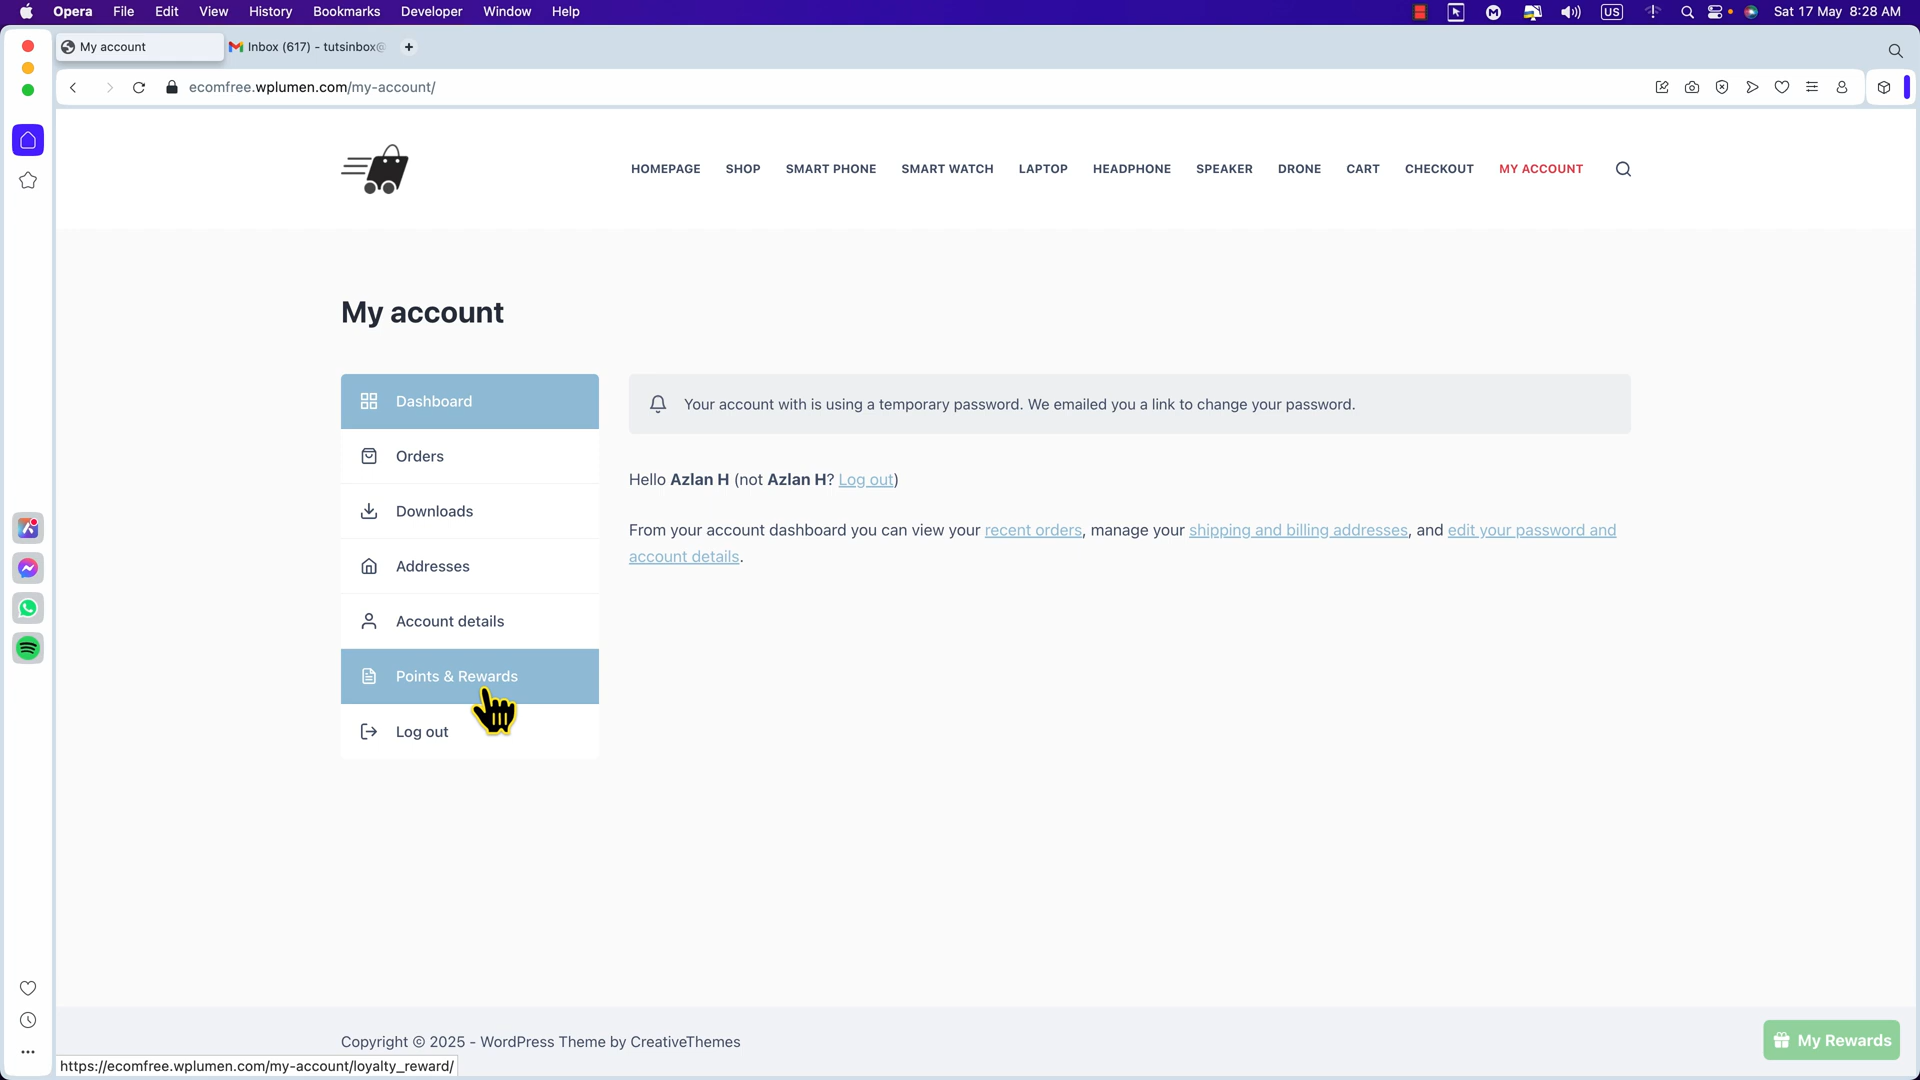 Opera File Edit View History Bookmarks Developer Window Help US Sat 17 May 8:28 AM
My account Inbox (617) - tutsinbox@
ecomfree.wplumen.com/my-account/
HOMEPAGE SHOP SMART PHONE SMART WATCH LAPTOP HEADPHONE SPEAKER DRONE CART CHECKOUT MY ACCOUNT
My account
Dashboard
Orders
Downloads
Addresses
Account details
Points & Rewards
Log out
Your account with is using a temporary password. We emailed you a link to change your password.
Hello Azlan H (not Azlan H? Log out)
From your account dashboard you can view your recent orders, manage your shipping and billing addresses, and edit your password and
account details.
Copyright © 2025 - WordPress Theme by CreativeThemes
My Rewards
https://ecomfree.wplumen.com/my-account/loyalty_reward/